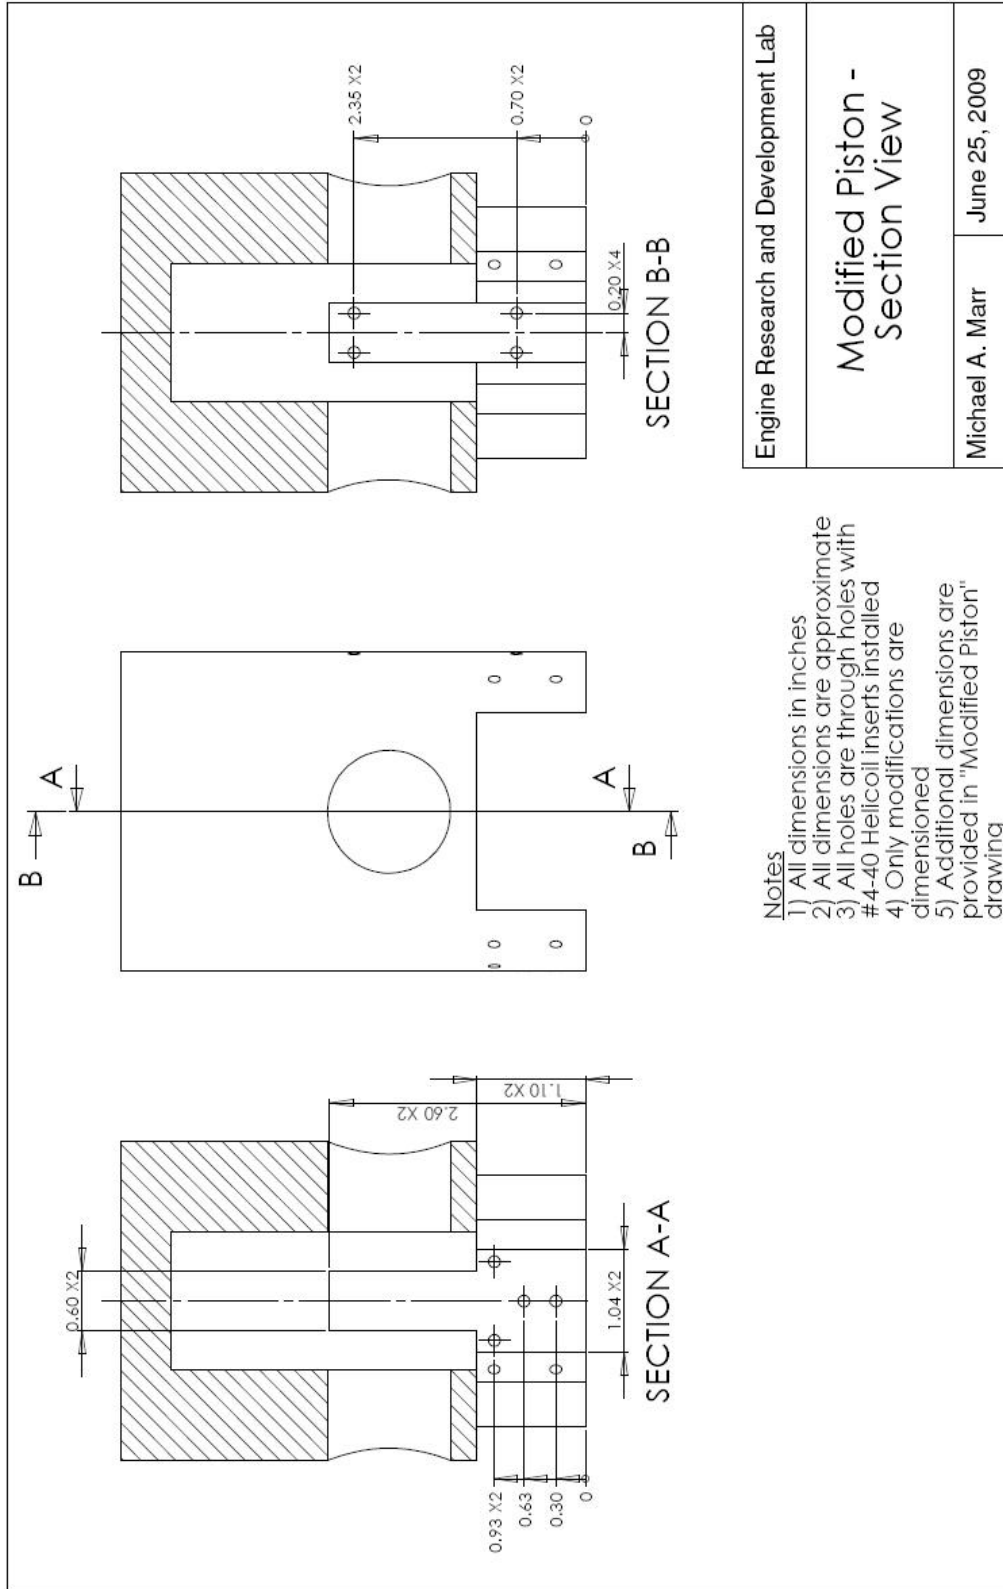 0.60 X2
2.60 X2
1.10 X2
0.93 X2
0.63
0.30
0
1.04 X2
SECTION A-A
B
A
B
A
2.35 X2
0.70 X2
0
0.20 X4
SECTION B-B
Notes
1) All dimensions in inches
2) All dimensions are approximate
3) All holes are through holes with
#4-40 Helicoil inserts installed
4) Only modifications are
dimensioned
5) Additional dimensions are
provided in "Modified Piston"
drawing
Engine Research and Development Lab
Modified Piston -
Section View
Michael A. Marr
June 25, 2009